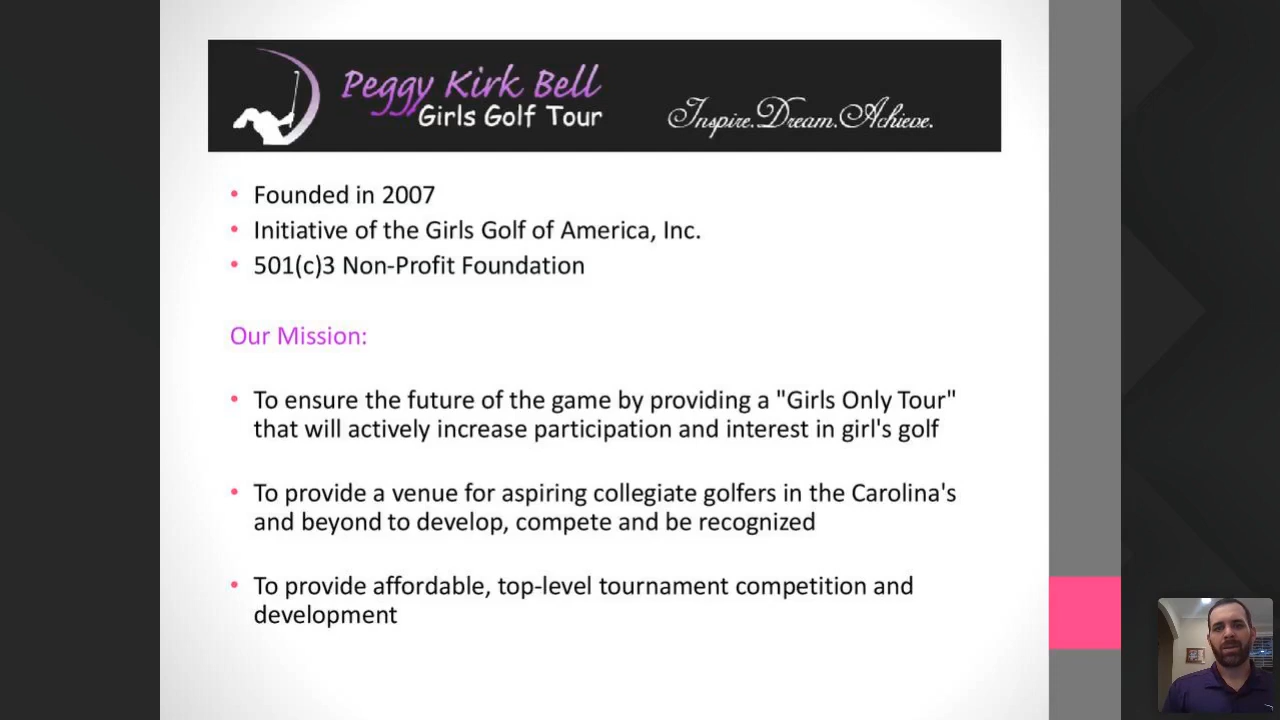 Peggy Kirk Bell
Girls Golf Tour
Inspire.Dream.Achieve.
• Founded in 2007
• Initiative of the Girls Golf of America, Inc.
• 501(c)3 Non-Profit Foundation
Our Mission:
• To ensure the future of the game by providing a "Girls Only Tour"
that will actively increase participation and interest in girl's golf
• To provide a venue for aspiring collegiate golfers in the Carolina's
and beyond to develop, compete and be recognized
• To provide affordable, top-level tournament competition and
development